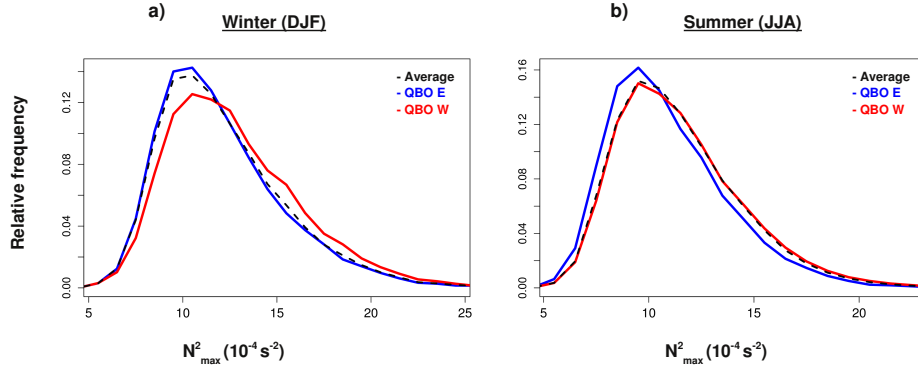 a)
Winter (DJF)
Relative frequency
0.00 0.04 0.08 0.12
Average
QBO E
QBO W
5 10 15 20 25
N²max (10⁻⁴ s⁻²)
b)
Summer (JJA)
0.00 0.04 0.08 0.12 0.16
Average
QBO E
QBO W
5 10 15 20
N²max (10⁻⁴ s⁻²)